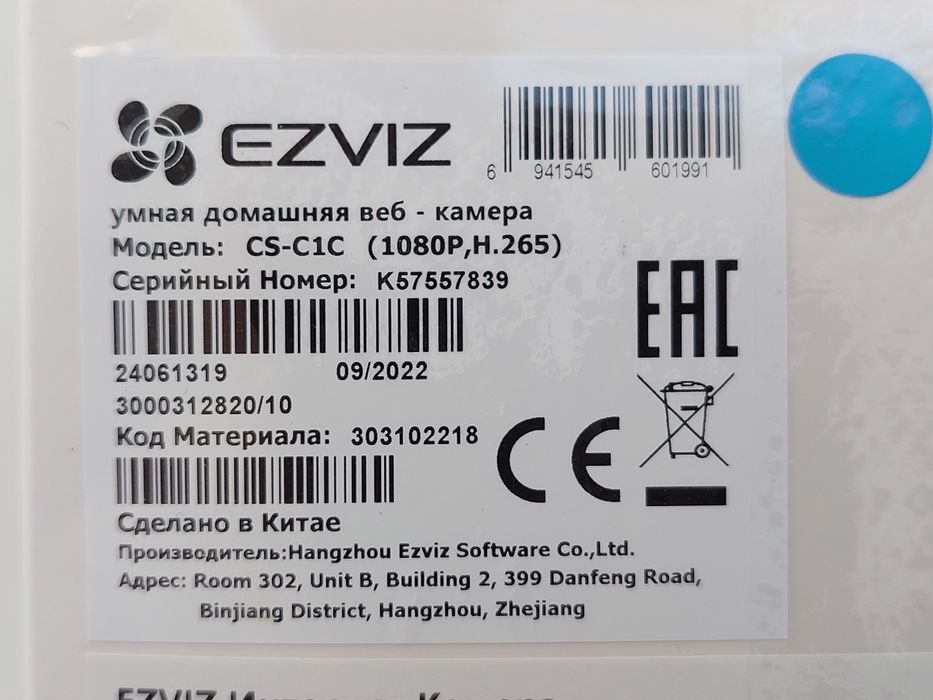 EZVIZ
6 941545 601991
умная домашняя веб - камера
Модель: CS-C1C (1080P,H.265)
Серийный Номер: K57557839
EAC
24061319 09/2022
3000312820/10
Код Материала: 303102218
CE
Сделано в Китае
Производитель:Hangzhou Ezviz Software Co.,Ltd.
Адрес: Room 302, Unit B, Building 2, 399 Danfeng Road,
Binjiang District, Hangzhou, Zhejiang
EZVIZ